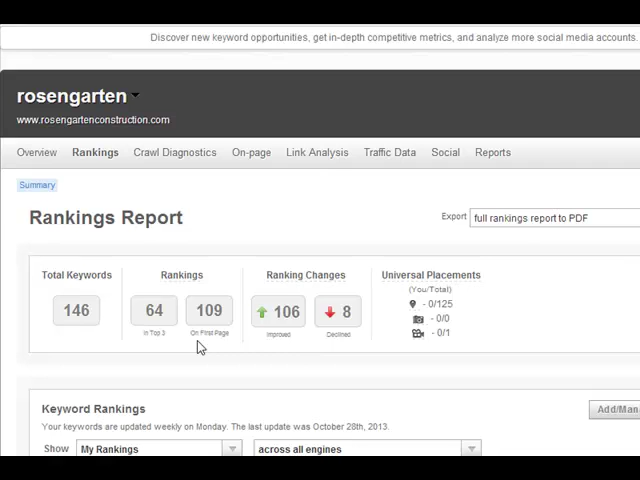 Discover new keyword opportunities, get in-depth competitive metrics, and analyze more social media accounts.
rosengarten
www.rosengartenconstruction.com
Overview Rankings Crawl Diagnostics On-page Link Analysis Traffic Data Social Reports
Summary
Rankings Report
Export full rankings report to PDF
Total Keywords Rankings Ranking Changes Universal Placements
(You/Total)
146 64 109 106 8
- 0/125
- 0/0
- 0/1
In Top 3 On First Page Improved Declined
Keyword Rankings
Add/Man
Your keywords are updated weekly on Monday. The last update was October 28th, 2013.
Show My Rankings across all engines